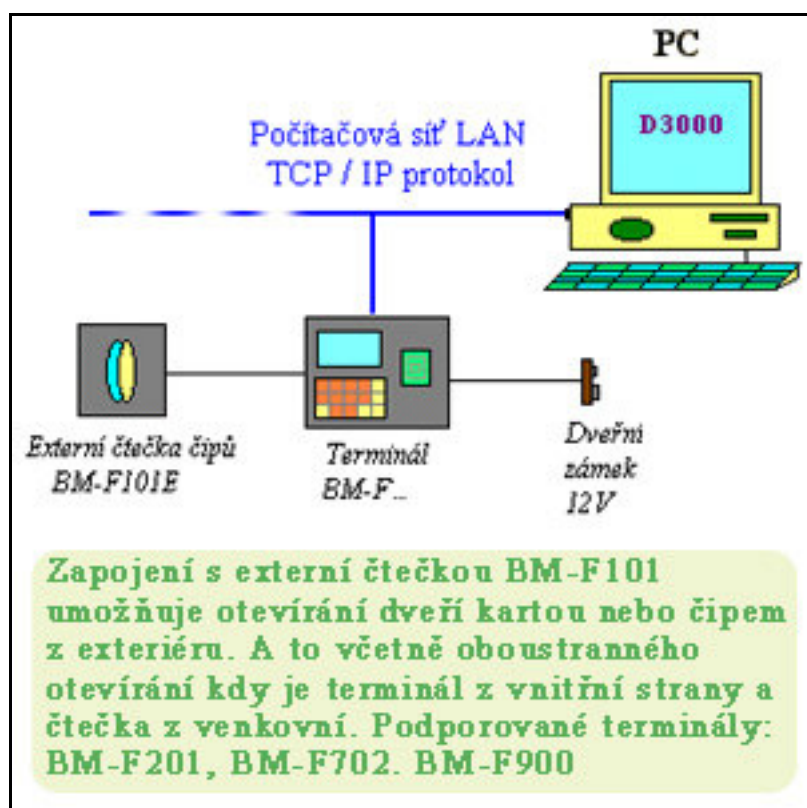 PC
D3000
Počítačová síť LAN
TCP / IP protokol
Externí čtečka čipů
BM-F101E
Terminál
BM-F...
Dveřní
zámek
12V
Zapojení s externí čtečkou BM-F101
umožňuje otevírání dveří kartou nebo čipem
z exteriéru. A to včetně oboustranného
otevírání kdy je terminál z vnitřní strany a
čtečka z venkovní. Podporované terminály:
BM-F201, BM-F702. BM-F900